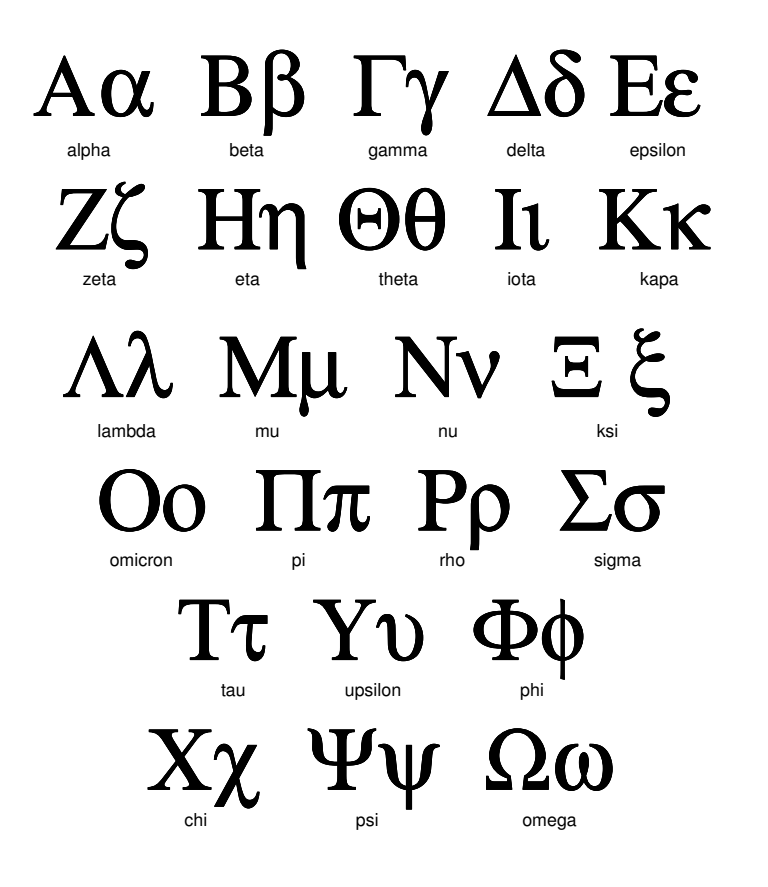 Αα Ββ Γγ Δδ Εε
alpha beta gamma delta epsilon
Ζζ Ηη Θθ Ιι Κκ
zeta eta theta iota kapa
Λλ Μμ Νν Ξ ξ
lambda mu nu ksi
Οο Ππ Ρρ Σσ
omicron pi rho sigma
Ττ Υυ Φϕ
tau upsilon phi
Χχ Ψψ Ωω
chi psi omega